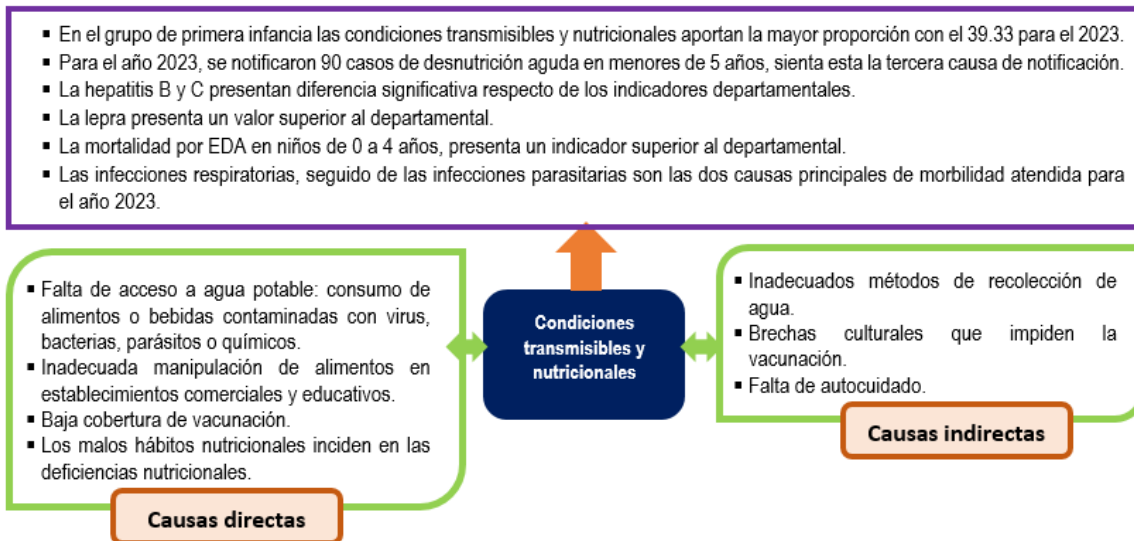 ▪ En el grupo de primera infancia las condiciones transmisibles y nutricionales aportan la mayor proporción con el 39.33 para el 2023.
▪ Para el año 2023, se notificaron 90 casos de desnutrición aguda en menores de 5 años, sienta esta la tercera causa de notificación.
▪ La hepatitis B y C presentan diferencia significativa respecto de los indicadores departamentales.
▪ La lepra presenta un valor superior al departamental.
▪ La mortalidad por EDA en niños de 0 a 4 años, presenta un indicador superior al departamental.
▪ Las infecciones respiratorias, seguido de las infecciones parasitarias son las dos causas principales de morbilidad atendida para
el año 2023.
▪ Falta de acceso a agua potable: consumo de
alimentos o bebidas contaminadas con virus,
bacterias, parásitos o químicos.
▪ Inadecuada manipulación de alimentos en
establecimientos comerciales y educativos.
▪ Baja cobertura de vacunación.
▪ Los malos hábitos nutricionales inciden en las
deficiencias nutricionales.
Causas directas
Condiciones
transmisibles y
nutricionales
▪ Inadecuados métodos de recolección de
agua.
▪ Brechas culturales que impiden la
vacunación.
▪ Falta de autocuidado.
Causas indirectas